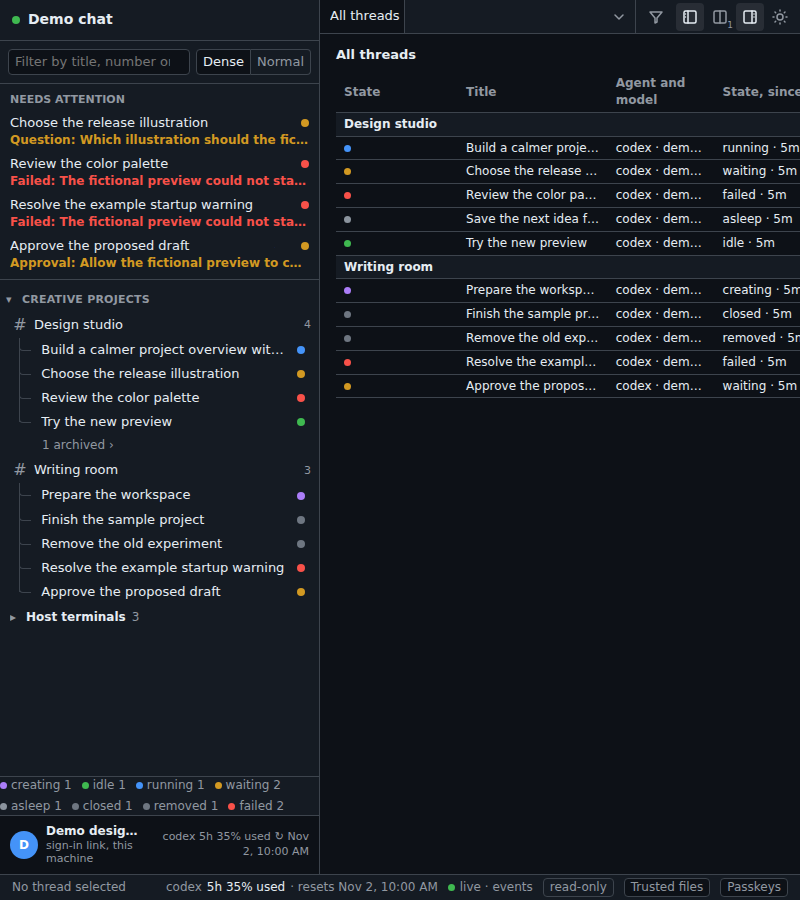 Demo chat
Filter by title, number or
Dense Normal
NEEDS ATTENTION
Choose the release illustration
Question: Which illustration should the fic…
Review the color palette
Failed: The fictional preview could not sta…
Resolve the example startup warning
Failed: The fictional preview could not sta…
Approve the proposed draft
Approval: Allow the fictional preview to c…
▾ CREATIVE PROJECTS
# Design studio 4
Build a calmer project overview wit…
Choose the release illustration
Review the color palette
Try the new preview
1 archived ›
# Writing room 3
Prepare the workspace
Finish the sample project
Remove the old experiment
Resolve the example startup warning
Approve the proposed draft
▸ Host terminals 3
creating 1 idle 1 running 1 waiting 2
asleep 1 closed 1 removed 1 failed 2
D
Demo desig…
sign-in link, this
machine
codex 5h 35% used ↻ Nov
2, 10:00 AM
All threads
1
All threads
State Title Agent and model State, since
Design studio
Build a calmer proje… codex · dem… running · 5m
Choose the release … codex · dem… waiting · 5m
Review the color pa… codex · dem… failed · 5m
Save the next idea f… codex · dem… asleep · 5m
Try the new preview codex · dem… idle · 5m
Writing room
Prepare the worksp… codex · dem… creating · 5m
Finish the sample pr… codex · dem… closed · 5m
Remove the old exp… codex · dem… removed · 5m
Resolve the exampl… codex · dem… failed · 5m
Approve the propos… codex · dem… waiting · 5m
No thread selected codex 5h 35% used · resets Nov 2, 10:00 AM live · events read-only Trusted files Passkeys